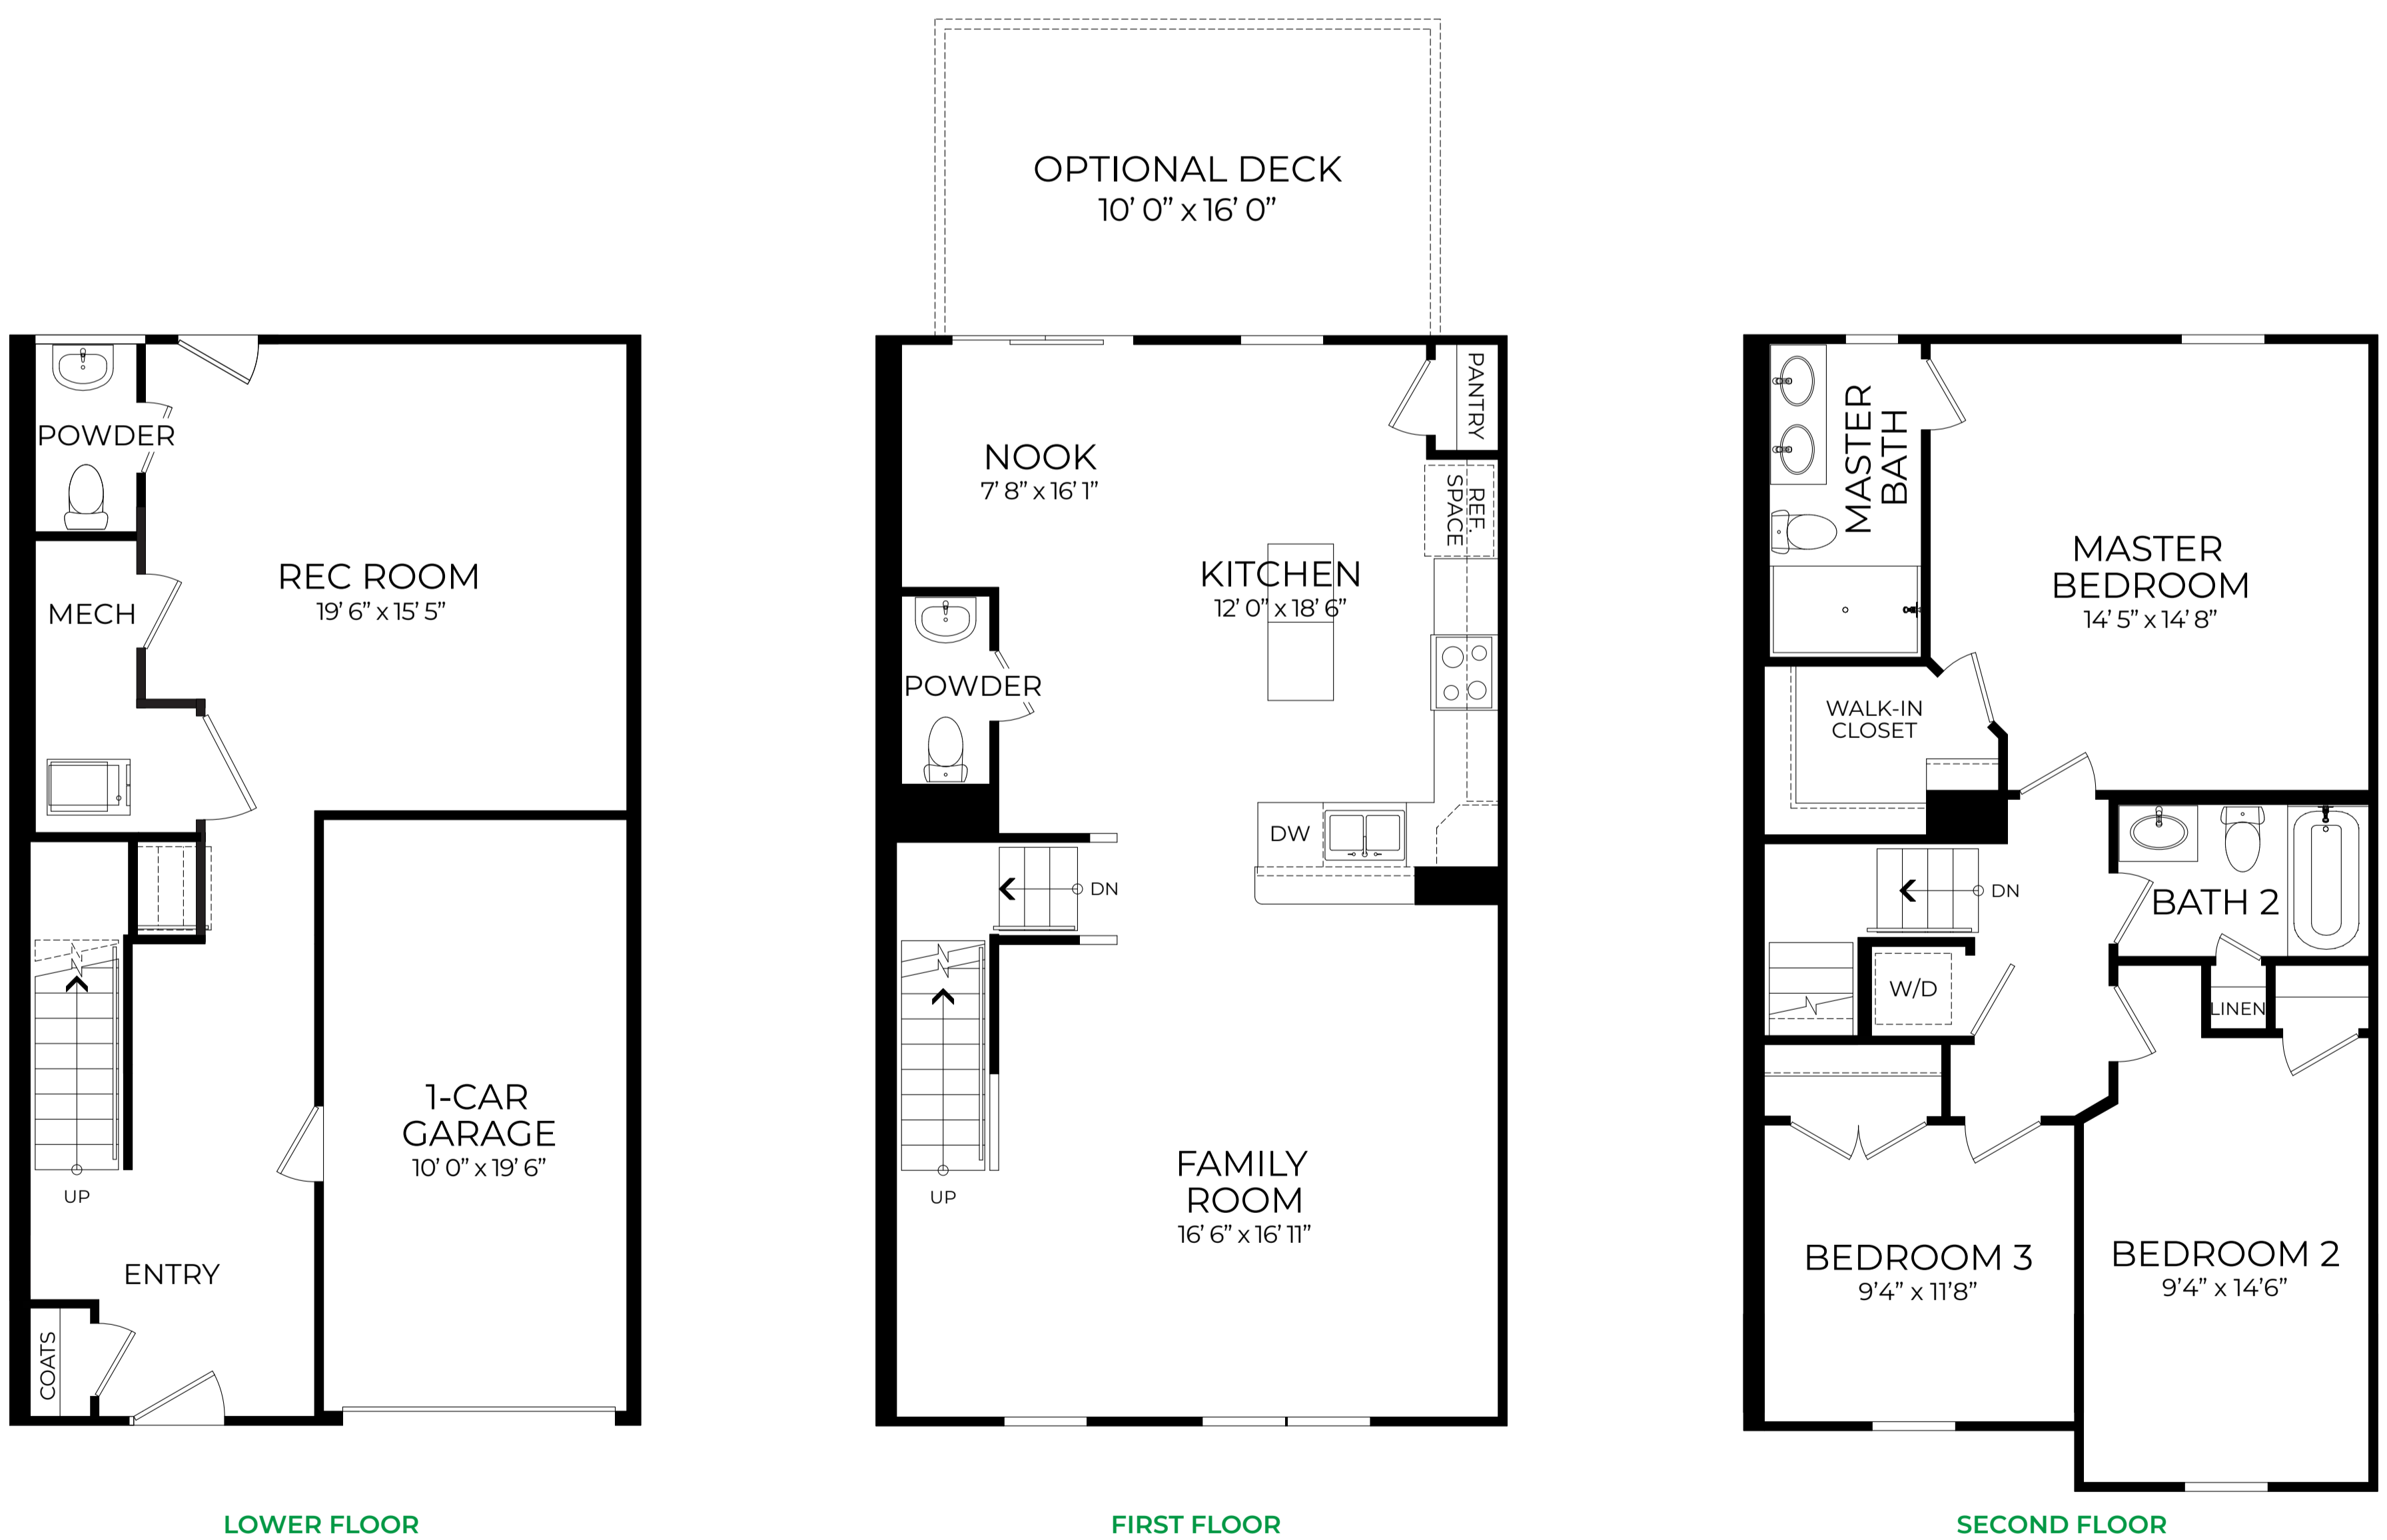 POWDER
MECH
REC ROOM
19’ 6” x 15’ 5”
1-CAR
GARAGE
10’ 0” x 19’ 6”
UP
ENTRY
COATS
LOWER FLOOR
OPTIONAL DECK
10’ 0” x 16’ 0”
PANTRY
NOOK
7’ 8” x 16’ 1”
REF.
SPACE
KITCHEN
12’ 0” x 18’ 6”
POWDER
DW
DN
UP
FAMILY
ROOM
16’ 6” x 16’ 11”
FIRST FLOOR
MASTER
BATH
MASTER
BEDROOM
14’ 5” x 14’ 8”
WALK-IN
CLOSET
DN
BATH 2
W/D
LINEN
BEDROOM 3
9’4” x 11’8”
BEDROOM 2
9’4” x 14’6”
SECOND FLOOR